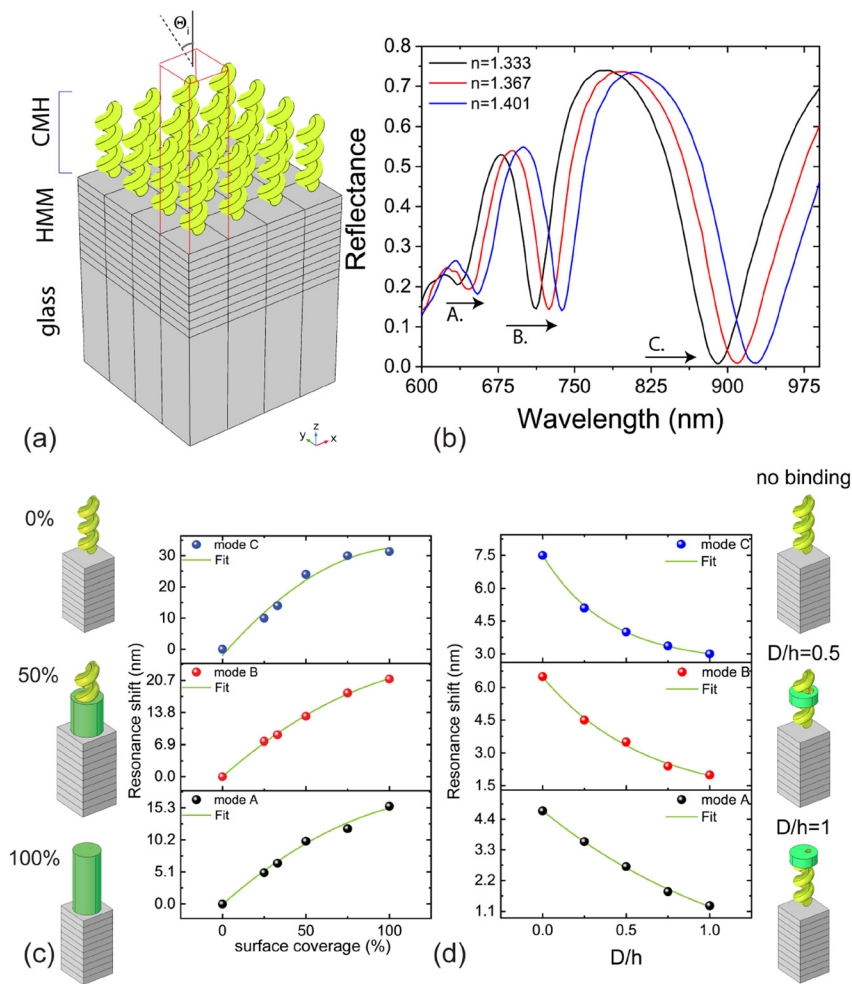 Θi
CMH
HMM
glass
y
z
x
(a)
n=1.333
n=1.367
n=1.401
Reflectance
0.8
0.7
0.6
0.5
0.4
0.3
0.2
0.1
0.0
A.
B.
C.
600 675 750 825 900 975
Wavelength (nm)
(b)
0%
50%
100%
(c)
Resonance shift (nm)
mode C
Fit
30
20
10
0
mode B
Fit
20.7
13.8
6.9
0.0
mode A
Fit
15.3
10.2
5.1
0.0
0 50 100
surface coverage (%)
(d)
Resonance shift (nm)
mode C
Fit
7.5
6.0
4.5
3.0
mode B
Fit
6.0
4.5
3.0
1.5
mode A
Fit
4.4
3.3
2.2
1.1
0.0 0.5 1.0
D/h
no binding
D/h=0.5
D/h=1